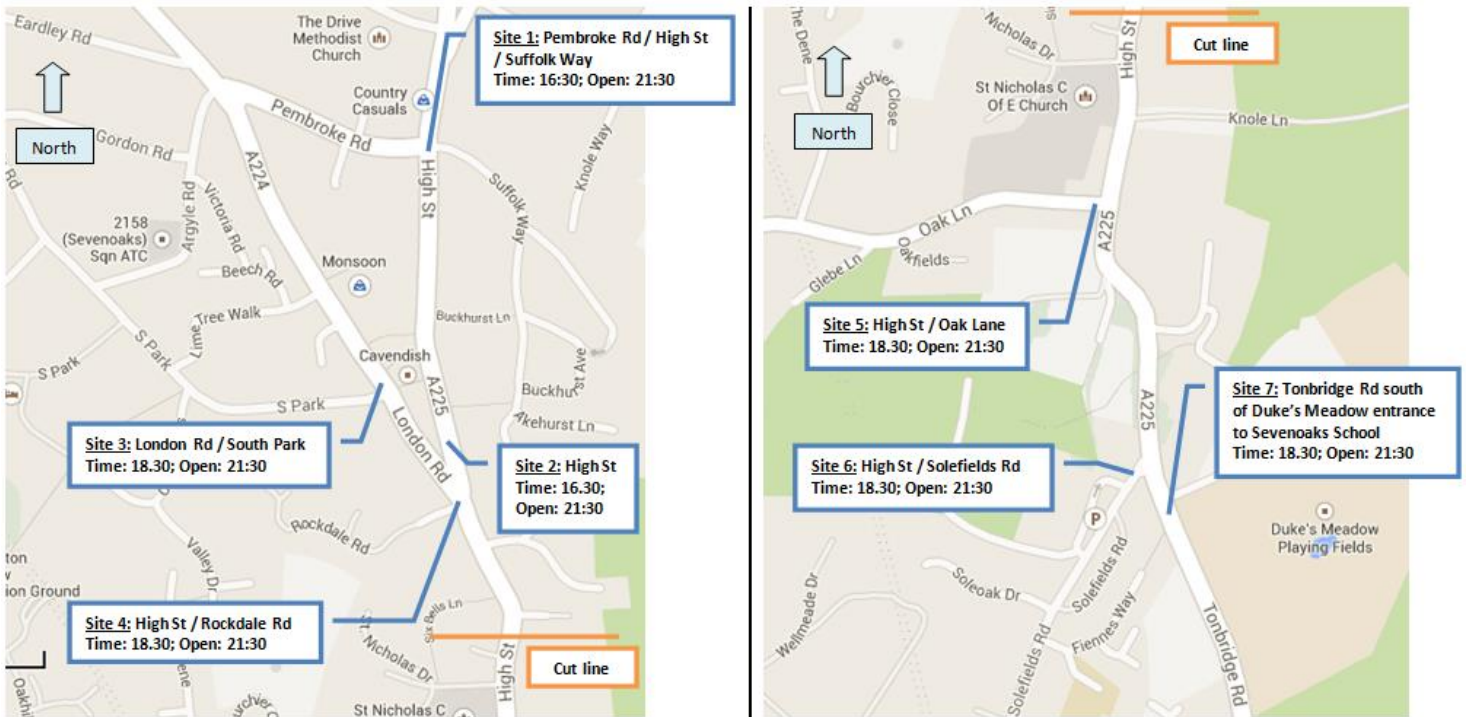 Eardley Rd
The Drive
Methodist
Church
Site 1: Pembroke Rd / High St
/ Suffolk Way
Time: 16:30; Open: 21:30
North
Country
Casuals
Pembroke Rd
Gordon Rd
Rd
A224
High St
Suffolk Way
Knole Way
Argyle Rd
Victoria Rd
2158
(Sevenoaks)
Sqn ATC
Beech Rd
Monsoon
Lime Tree Walk
Buckhurst Ln
S Park
S Park
Cavendish
A225
Buckhurst Ave
Buckhu
S Park
London Rd
Akehurst Ln
Site 3: London Rd / South Park
Time: 18.30; Open: 21:30
Site 2: High St
Time: 16.30;
Open: 21:30
Rockdale Rd
Valley Dr
ton
w
ion Ground
Site 4: High St / Rockdale Rd
Time: 18.30; Open: 21:30
Six Bells Ln
St. Nicholas Dr
Cut line
High St
ene
Oakhi
urchier
St Nicholas C
The Dene
Nicholas Dr
Six
High St
Cut line
North
Bourchier Close
St Nicholas C
Of E Church
Knole Ln
Oak Ln
A225
Glebe Ln
Oakfields
Site 5: High St / Oak Lane
Time: 18.30; Open: 21:30
A225
Site 7: Tonbridge Rd south
of Duke’s Meadow entrance
to Sevenoaks School
Time: 18.30; Open: 21:30
Site 6: High St / Solefields Rd
Time: 18.30; Open: 21:30
P
Duke's Meadow
Playing Fields
Solefields Rd
Soleoak Dr
Wellmeade Dr
Fiennes Way
Solefields Rd
Tonbridge Rd